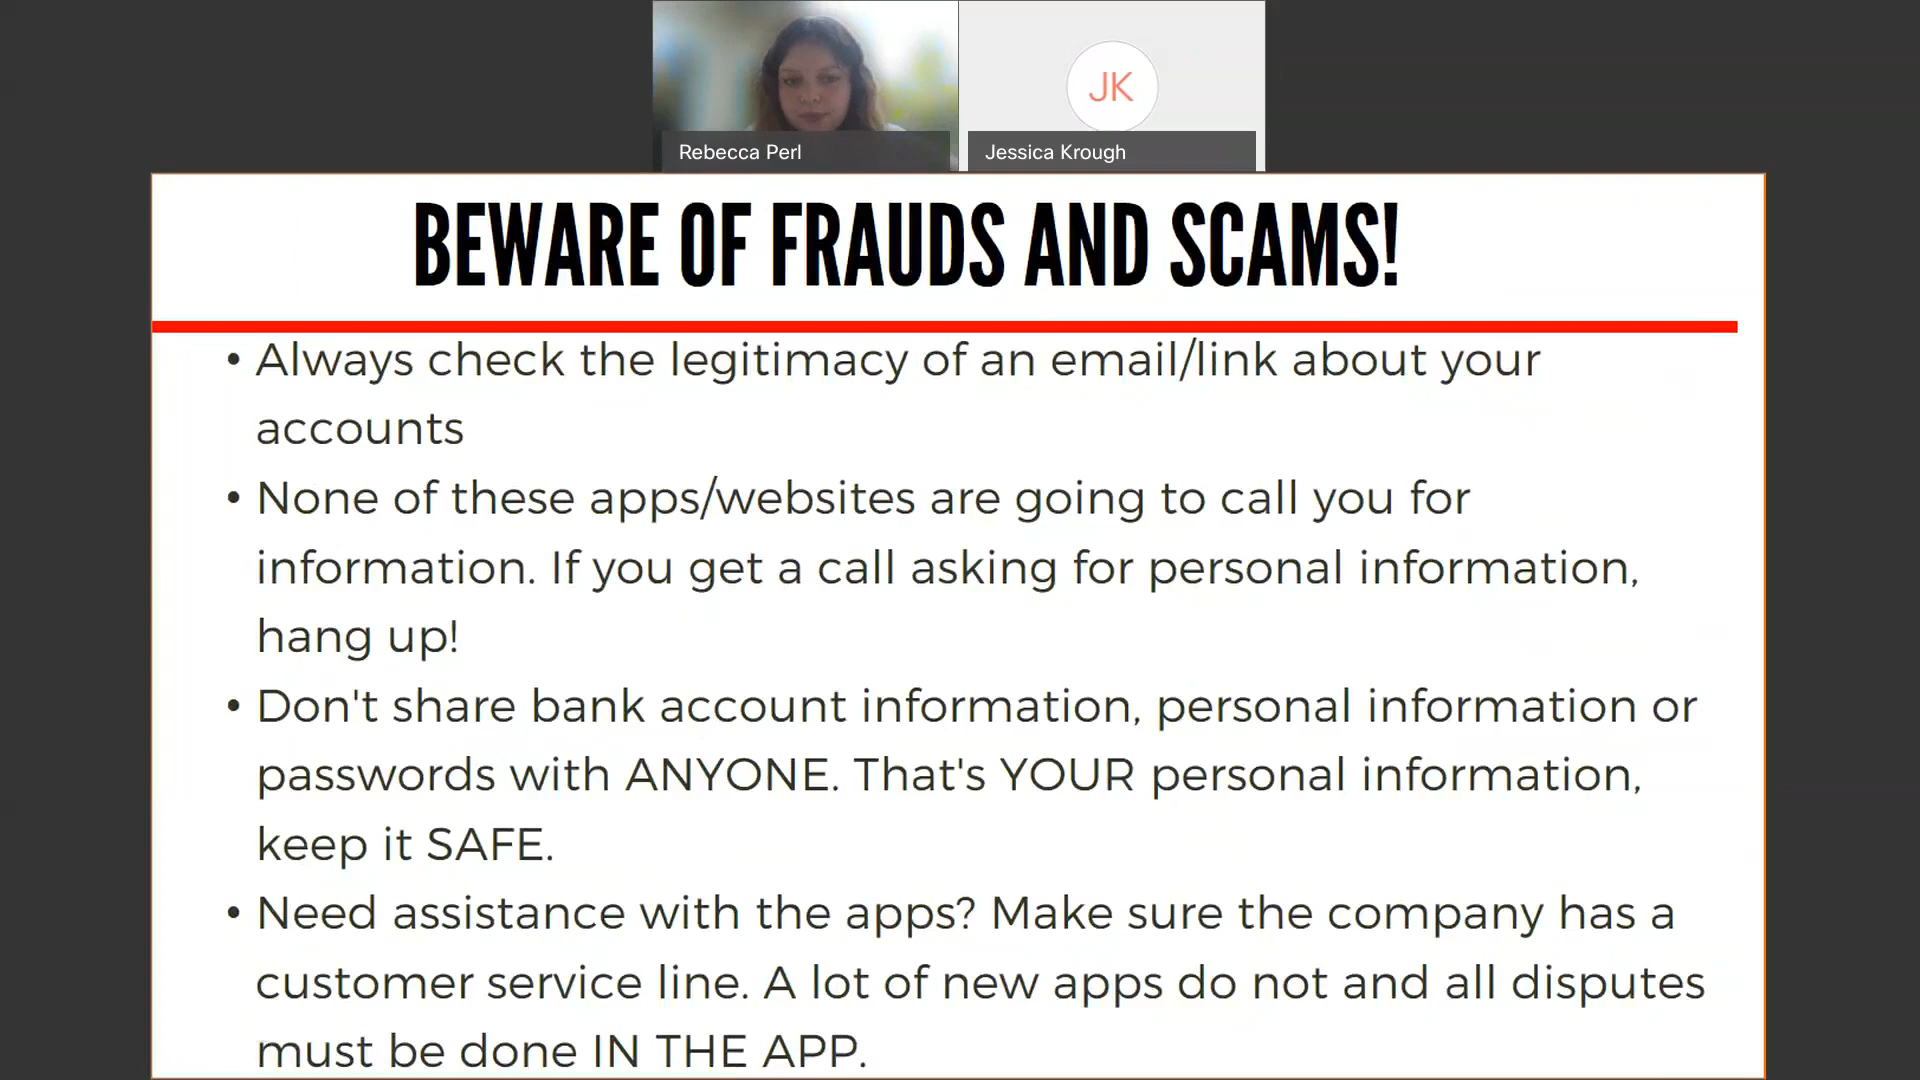 JK
Rebecca Perl
Jessica Krough
BEWARE OF FRAUDS AND SCAMS!
• Always check the legitimacy of an email/link about your
accounts
• None of these apps/websites are going to call you for
information. If you get a call asking for personal information,
hang up!
• Don't share bank account information, personal information or
passwords with ANYONE. That's YOUR personal information,
keep it SAFE.
• Need assistance with the apps? Make sure the company has a
customer service line. A lot of new apps do not and all disputes
must be done IN THE APP.